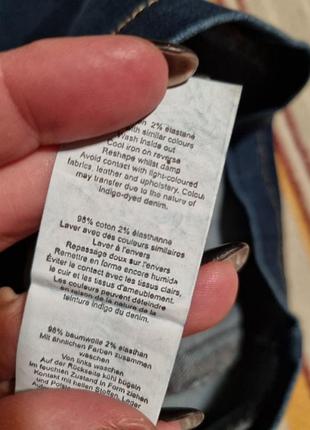 2% elastane
with similar colours
Wash inside out
Cool iron on reverse
Reshape whilst damp
Avoid contact with light-coloured
fabrics, leather and upholstery. Colou
may transfer due to the nature of
indigo-dyed denim.
98% coton 2% élasthanne
Laver avec des couleurs similaires
Laver à l'envers
Repassage doux sur l'envers
Remettre en forme encore humide
Éviter le contact avec les tissus clairs,
le cuir et les tissus d'ameublement.
Les couleurs peuvent déteindre
en raison de la nature de la
teinture indigo du denim.
98% baumwolle 2% elasthan
Mit ähnlichen Farben zusammen
waschen
Von links waschen
Auf der Rückseite kühl bügeln
Im feuchten Zustand in Form ziehen
Kontakt mit hellen Stoffen, Leder
und